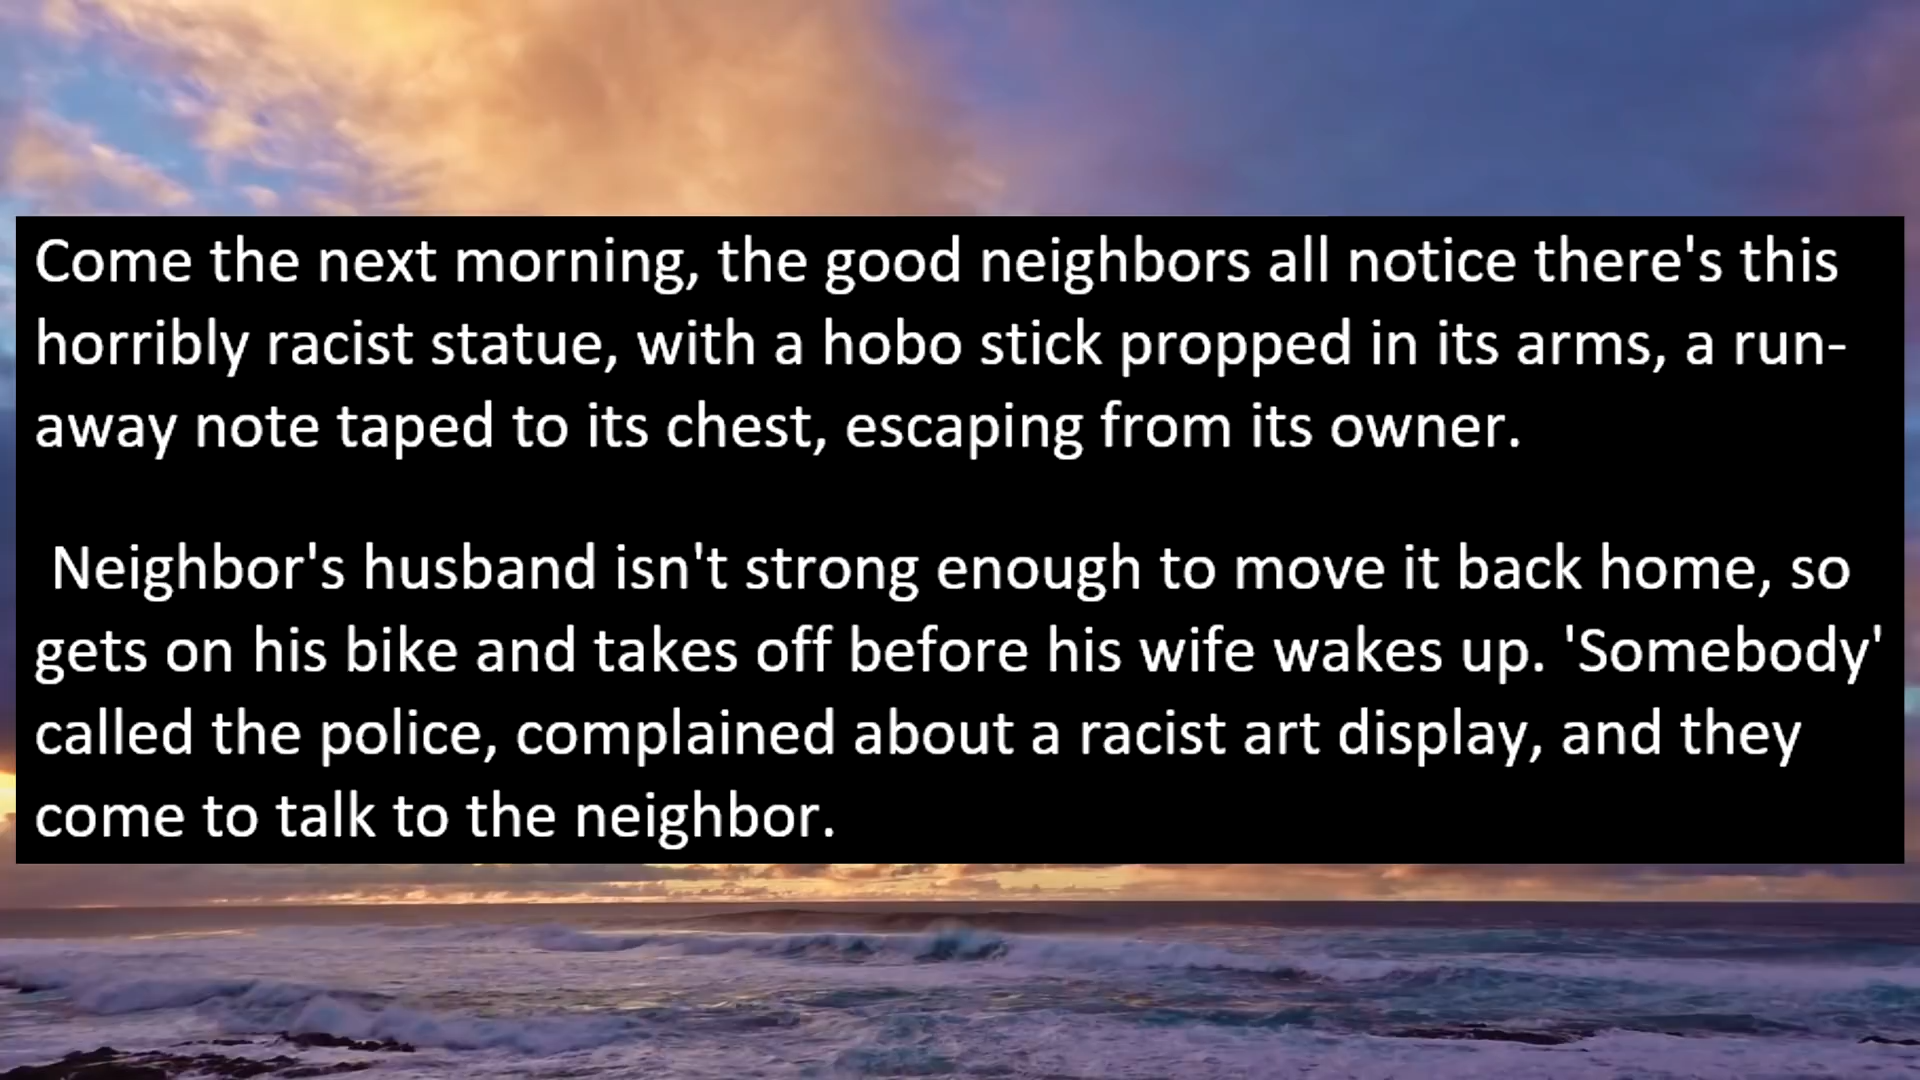 Come the next morning, the good neighbors all notice there's this
horribly racist statue, with a hobo stick propped in its arms, a run-
away note taped to its chest, escaping from its owner.
Neighbor's husband isn't strong enough to move it back home, so
gets on his bike and takes off before his wife wakes up. 'Somebody'
called the police, complained about a racist art display, and they
come to talk to the neighbor.